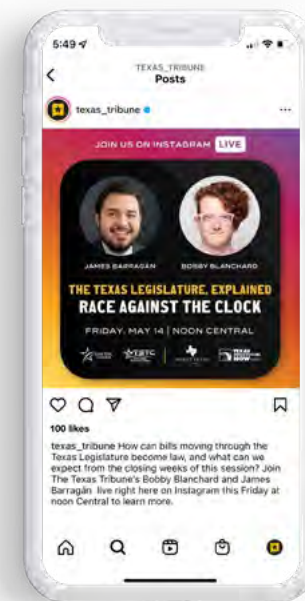 5:49
TEXAS_TRIBUNE
Posts
texas_tribune
JOIN US ON INSTAGRAM LIVE
JAMES BARRAGÁN
BOBBY BLANCHARD
THE TEXAS LEGISLATURE, EXPLAINED
RACE AGAINST THE CLOCK
FRIDAY, MAY 14 | NOON CENTRAL
100 likes
texas_tribune How can bills moving through the
Texas Legislature become law, and what can we
expect from the closing weeks of this session? Join
The Texas Tribune's Bobby Blanchard and James
Barragán live right here on Instagram this Friday at
noon Central to learn more.